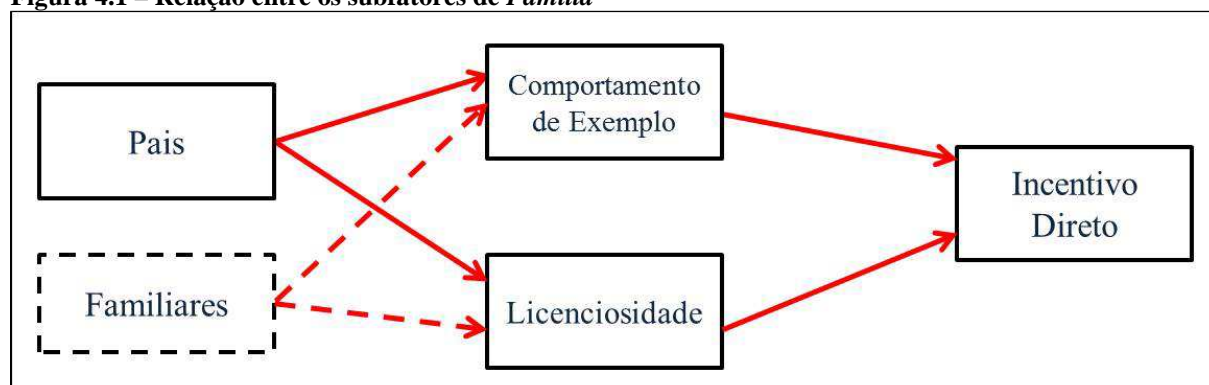 Figura 4.1 – Relação entre os subfatores de Família
Pais
Comportamento
de Exemplo
Incentivo
Direto
Familiares
Licenciosidade